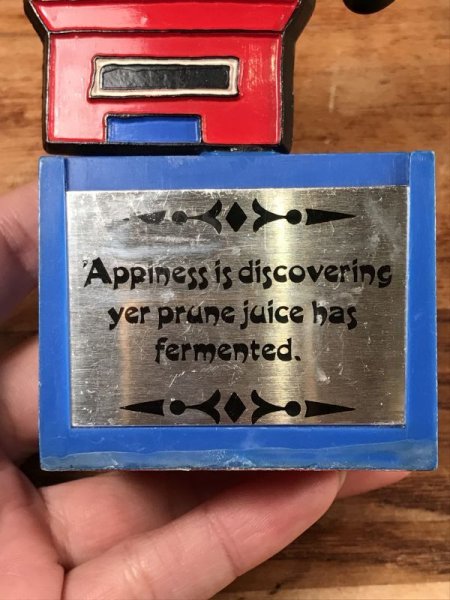 'Appiness is discovering
yer prune juice has
fermented.